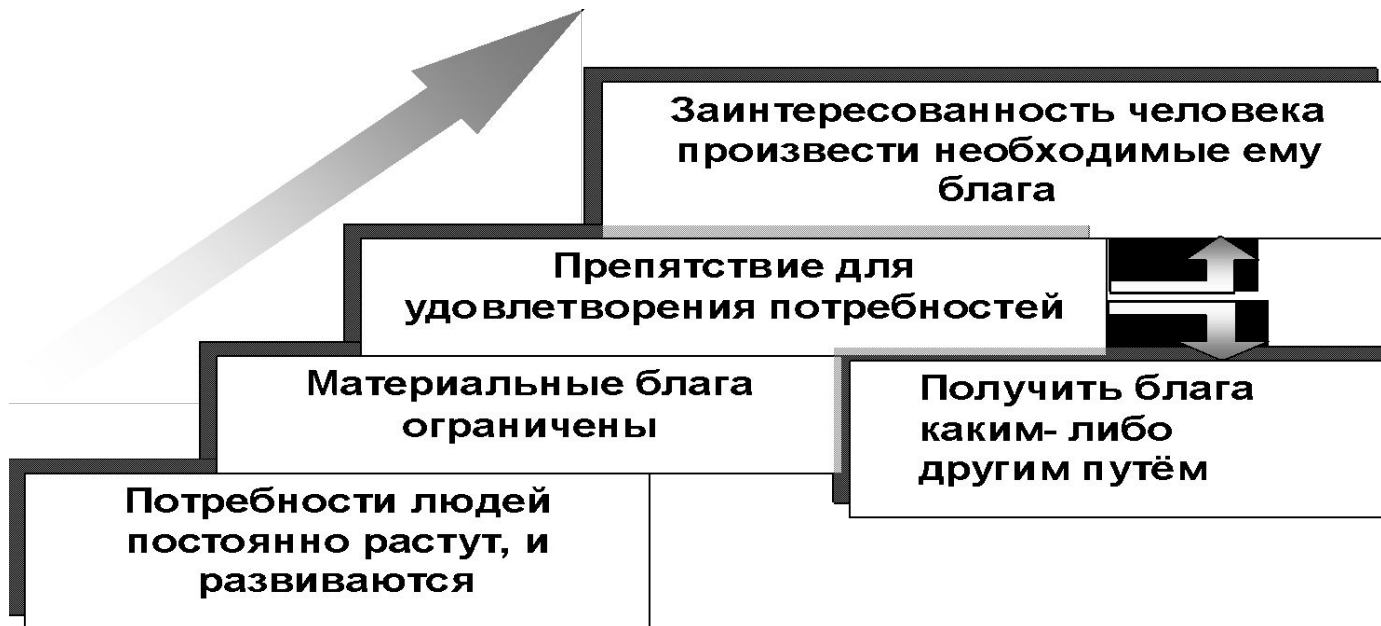 Заинтересованность человека
произвести необходимые ему
блага
Препятствие для
удовлетворения потребностей
Материальные блага
ограничены
Получить блага
каким- либо
другим путём
Потребности людей
постоянно растут, и
развиваются